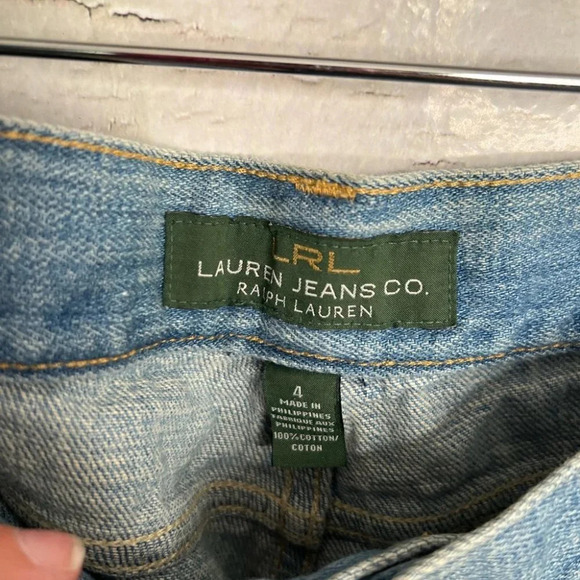 LRL
LAUREN JEANS CO.
RALPH LAUREN
4
MADE IN
PHILIPPINES
FABRIQUE AUX
PHILIPPINES
100% COTTON/
COTON